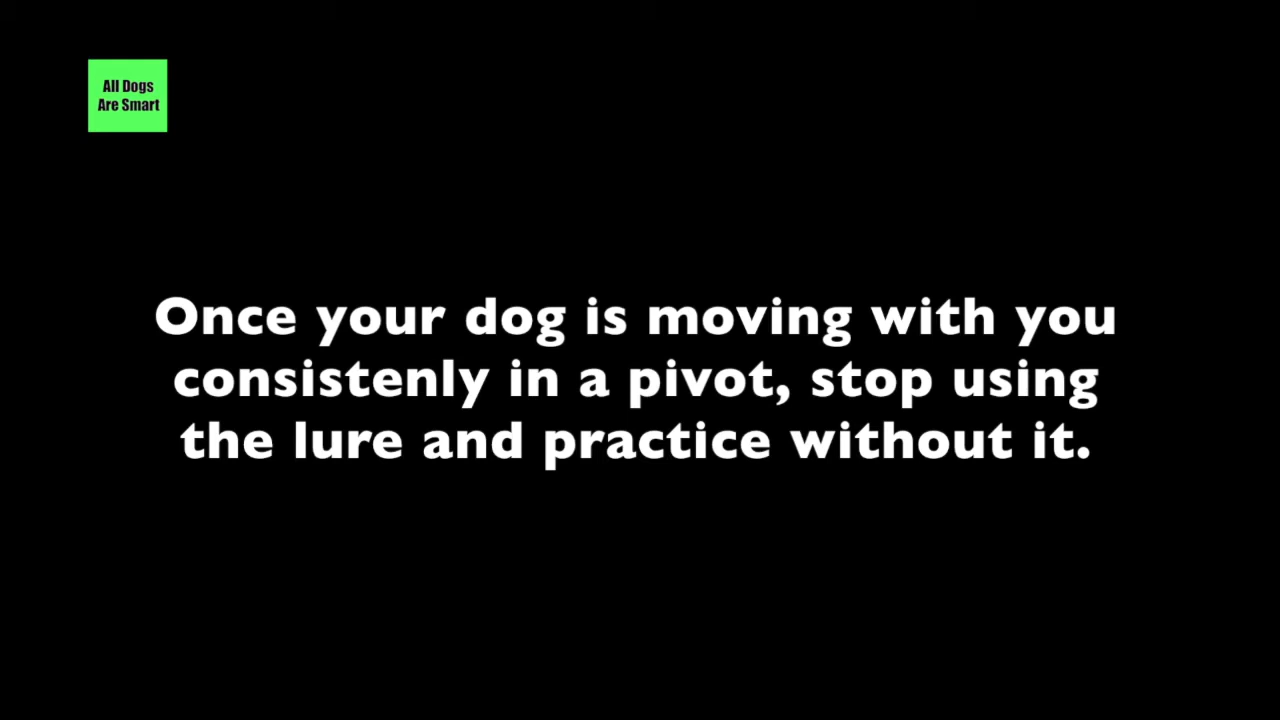 All Dogs
Are Smart
Once your dog is moving with you
consistenly in a pivot, stop using
the lure and practice without it.